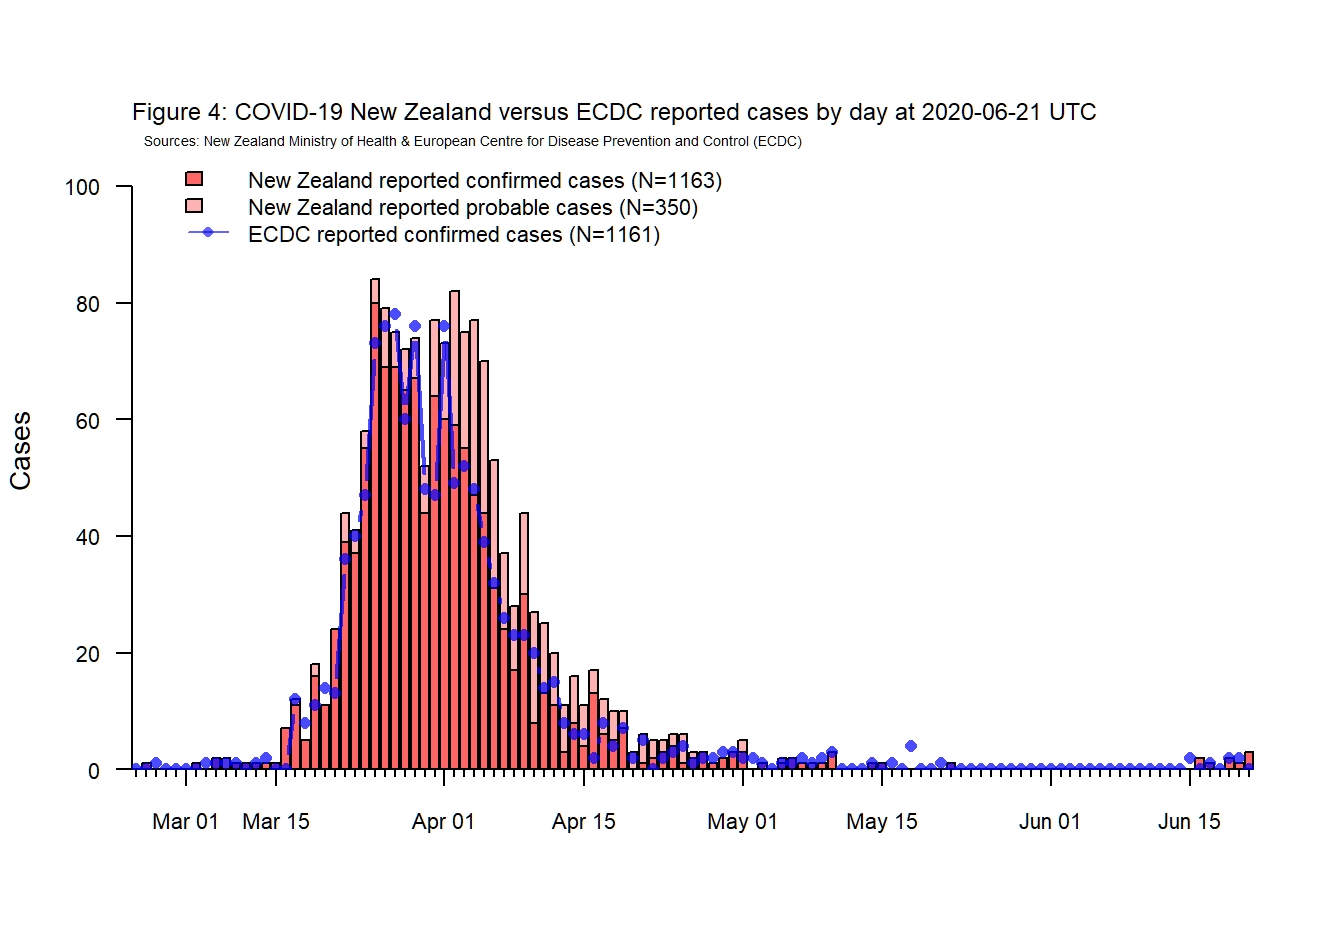 Figure 4: COVID-19 New Zealand versus ECDC reported cases by day at 2020-06-21 UTC
Sources: New Zealand Ministry of Health & European Centre for Disease Prevention and Control (ECDC)
New Zealand reported confirmed cases (N=1163)
New Zealand reported probable cases (N=350)
ECDC reported confirmed cases (N=1161)
Cases
100
80
60
40
20
0
Mar 01 Mar 15 Apr 01 Apr 15 May 01 May 15 Jun 01 Jun 15